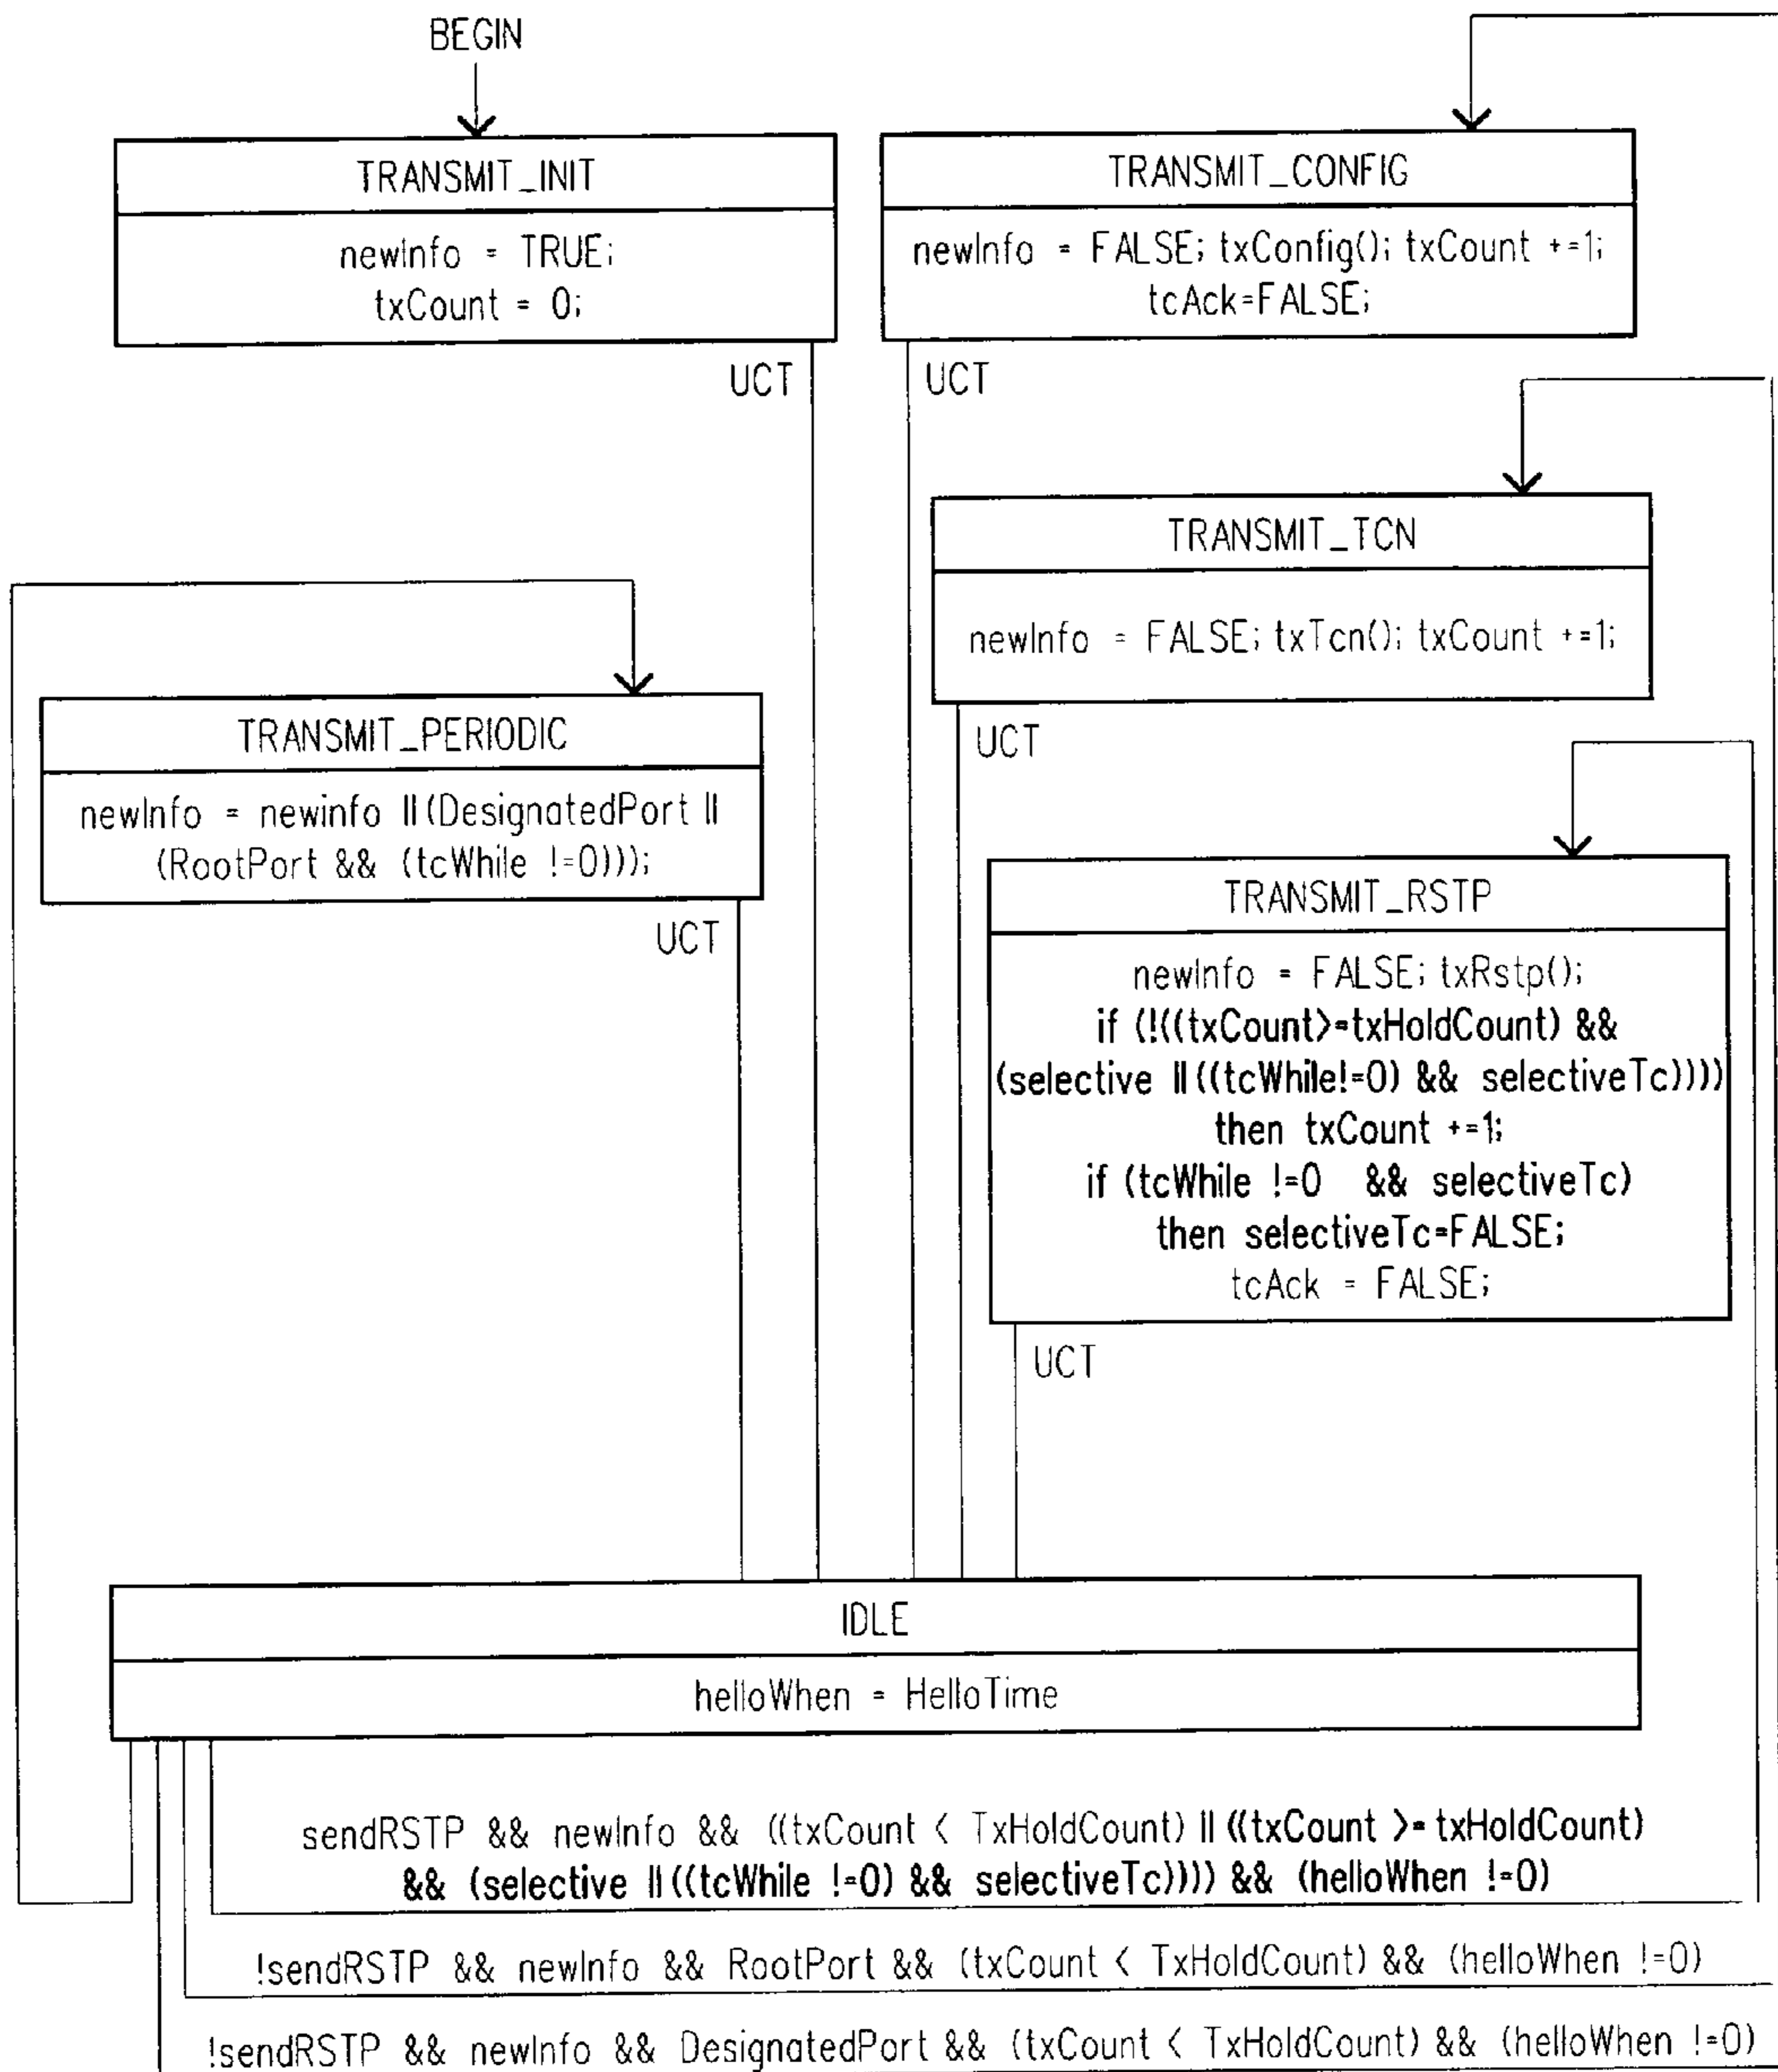 BEGIN
TRANSMIT_INIT
newInfo = TRUE;
txCount = 0;
UCT
TRANSMIT_CONFIG
newInfo = FALSE; txConfig(); txCount +=1;
tcAck=FALSE;
UCT
TRANSMIT_TCN
newInfo = FALSE; txTcn(); txCount +=1;
UCT
TRANSMIT_PERIODIC
newInfo = newinfo || (DesignatedPort ||
(RootPort && (tcWhile !=0)));
UCT
TRANSMIT_RSTP
newInfo = FALSE; txRstp();
if (!((txCount>=txHoldCount) &&
(selective || ((tcWhile!=0) && selectiveTc))))
then txCount +=1;
if (tcWhile !=0 && selectiveTc)
then selectiveTc=FALSE;
tcAck = FALSE;
UCT
IDLE
helloWhen = HelloTime
sendRSTP && newInfo && ((txCount < TxHoldCount) || ((txCount >= txHoldCount)
&& (selective || ((tcWhile !=0) && selectiveTc)))) && (helloWhen !=0)
!sendRSTP && newInfo && RootPort && (txCount < TxHoldCount) && (helloWhen !=0)
!sendRSTP && newInfo && DesignatedPort && (txCount < TxHoldCount) && (helloWhen !=0)